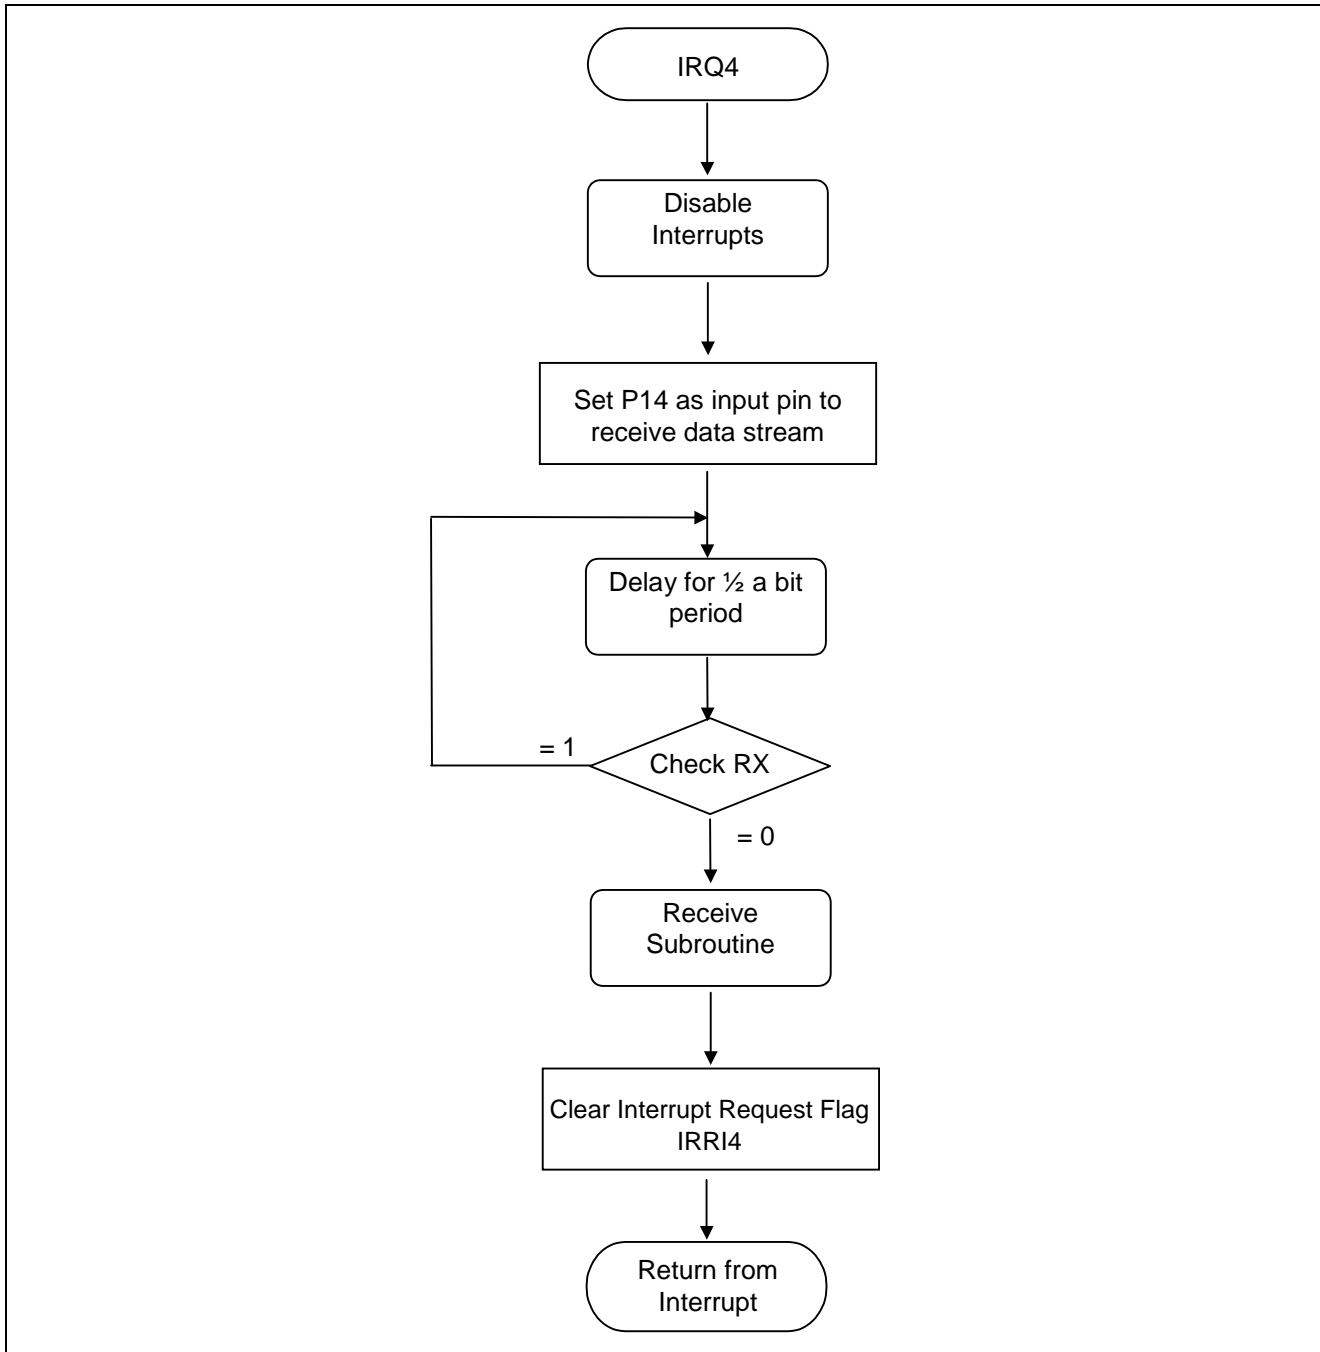 IRQ4
Disable
Interrupts
Set P14 as input pin to
receive data stream
Delay for ½ a bit
period
= 1
Check RX
= 0
Receive
Subroutine
Clear Interrupt Request Flag
IRRI4
Return from
Interrupt